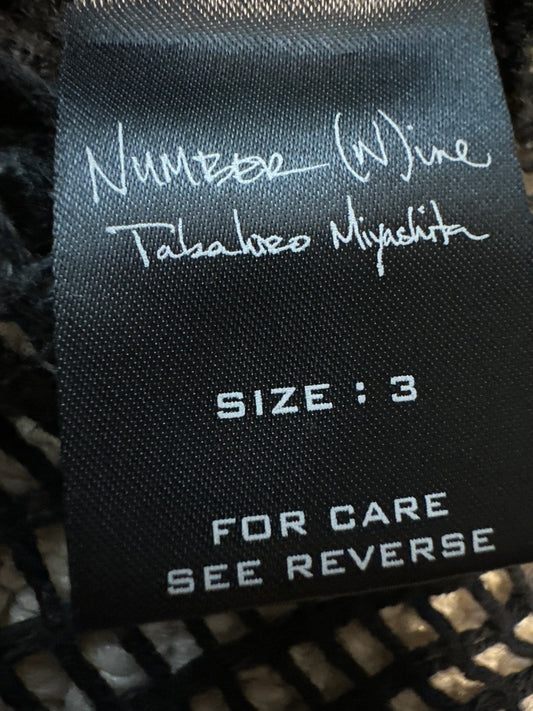 NUMBER (N)ine
Takahiro Miyashita
SIZE : 3
FOR CARE
SEE REVERSE